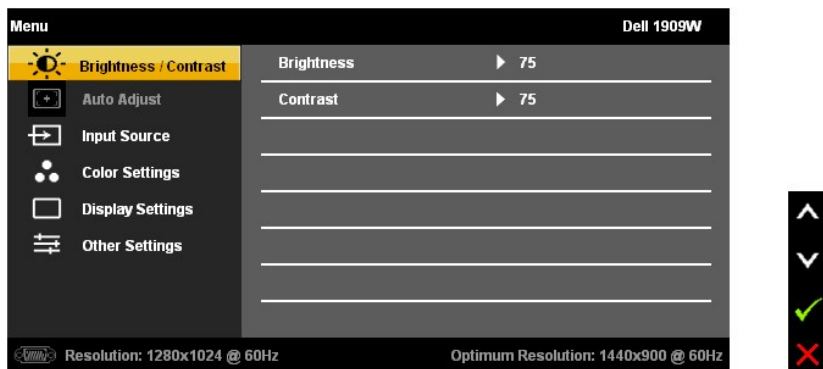 Menu Dell 1909W
Brightness / Contrast Brightness 75
Auto Adjust Contrast 75
Input Source
Color Settings
Display Settings
Other Settings
Resolution: 1280x1024 @ 60Hz Optimum Resolution: 1440x900 @ 60Hz